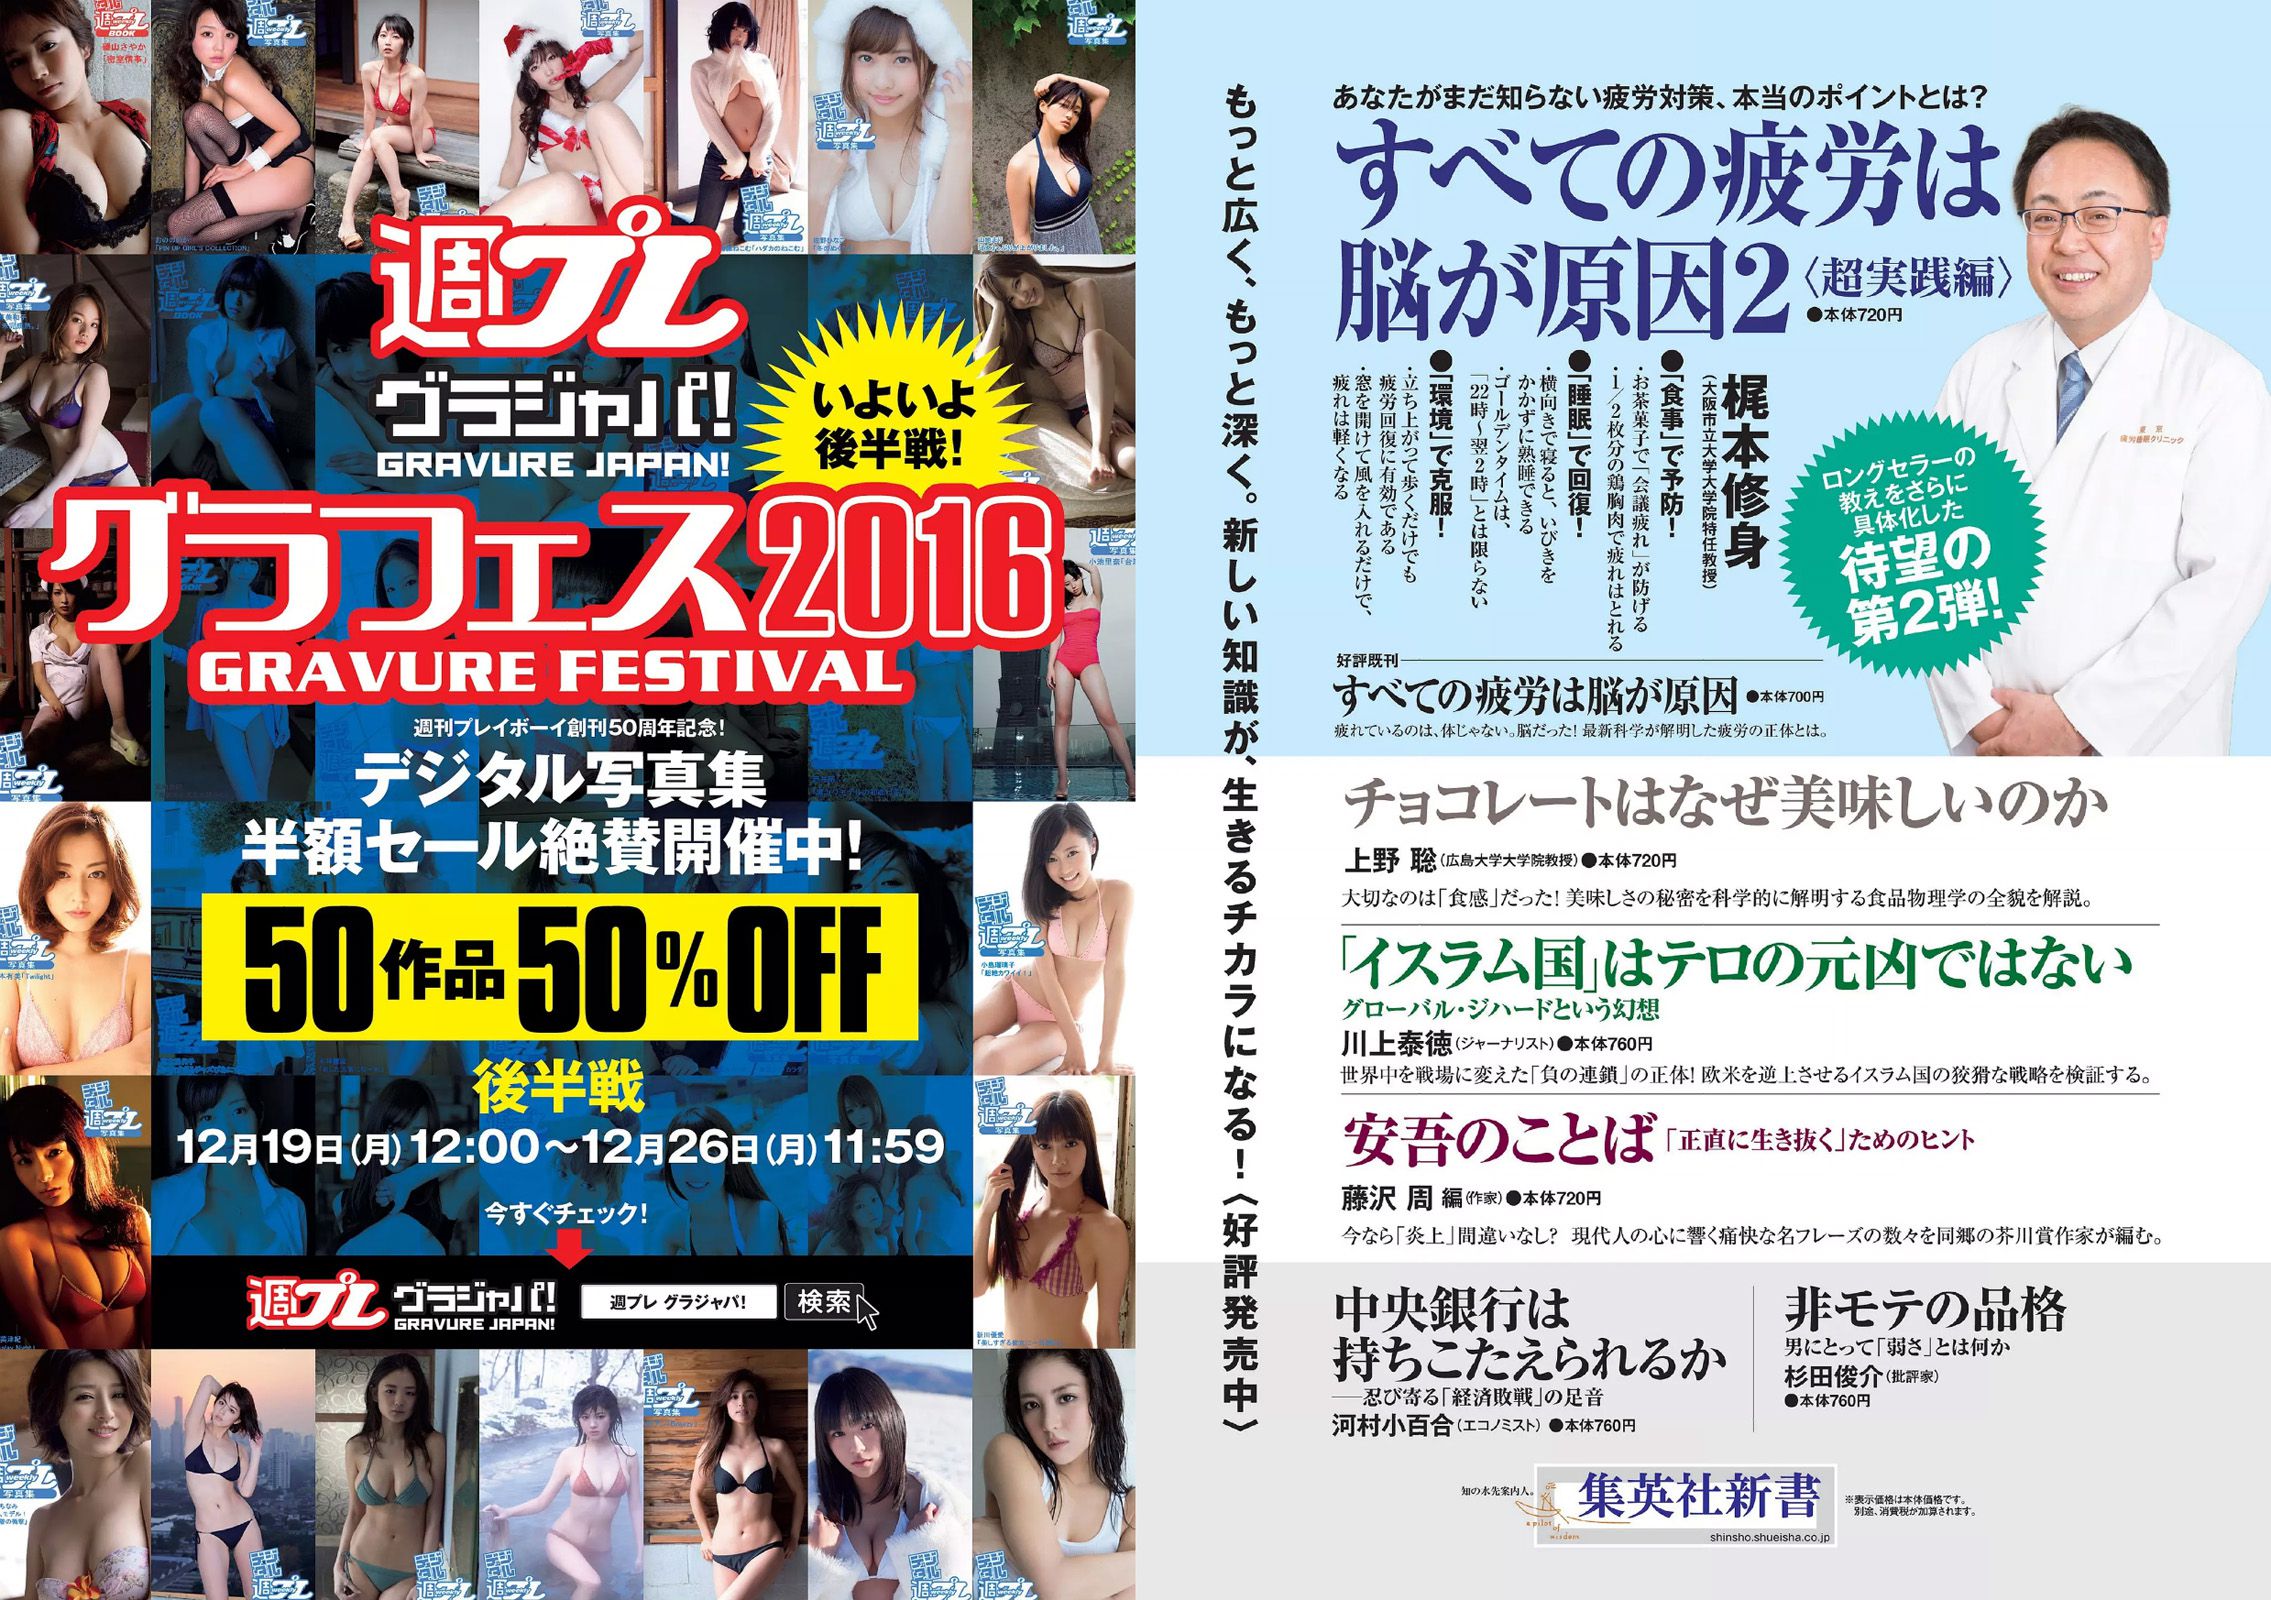 週プレ
グラジャパ!
GRAVURE JAPAN!
いよいよ
後半戦!
グラフェス2016
GRAVURE FESTIVAL
週刊プレイボーイ創刊50周年記念!
デジタル写真集
半額セール絶賛開催中!
50作品50%OFF
後半戦
12月19日(月)12:00〜12月26日(月)11:59
今すぐチェック!
週プレ グラジャパ!
GRAVURE JAPAN!
週プレ グラジャパ!
検索
もっと広く、もっと深く。新しい知識が、生きるチカラになる!〈好評発売中〉
あなたがまだ知らない疲労対策、本当のポイントとは?
すべての疲労は
脳が原因2〈超実践編〉
●本体720円
梶本修身
(大阪市立大学大学院特任教授)
●「食事」で予防!
・お茶菓子で「会議疲れ」が防げる
・1/2枚分の鶏胸肉で疲れはとれる
●「睡眠」で回復!
・横向きで寝ると、いびきを
かかずに熟睡できる
・ゴールデンタイムは、
「22時〜翌2時」とは限らない
●「環境」で克服!
・立ち上がって歩くだけでも
疲労回復に有効である
・窓を開けて風を入れるだけで、
疲れは軽くなる
東京
疲労睡眠クリニック
ロングセラーの
教えをさらに
具体化した
待望の
第2弾!
好評既刊
すべての疲労は脳が原因 ●本体700円
疲れているのは、体じゃない。脳だった! 最新科学が解明した疲労の正体とは。
チョコレートはなぜ美味しいのか
上野 聡(広島大学大学院教授)●本体720円
大切なのは「食感」だった! 美味しさの秘密を科学的に解明する食品物理学の全貌を解説。
「イスラム国」はテロの元凶ではない
グローバル・ジハードという幻想
川上泰徳(ジャーナリスト)●本体760円
世界中を戦場に変えた「負の連鎖」の正体! 欧米を逆上させるイスラム国の狡猾な戦略を検証する。
安吾のことば「正直に生き抜く」ためのヒント
藤沢 周 編(作家)●本体720円
今なら「炎上」間違いなし? 現代人の心に響く痛快な名フレーズの数々を同郷の芥川賞作家が編む。
中央銀行は
持ちこたえられるか
――忍び寄る「経済敗戦」の足音
河村小百合(エコノミスト) ●本体760円
非モテの品格
男にとって「弱さ」とは何か
杉田俊介(批評家)
●本体760円
知の水先案内人。
a pilot of wisdom
集英社新書
shinsho.shueisha.co.jp
※表示価格は本体価格です。
別途、消費税が加算されます。